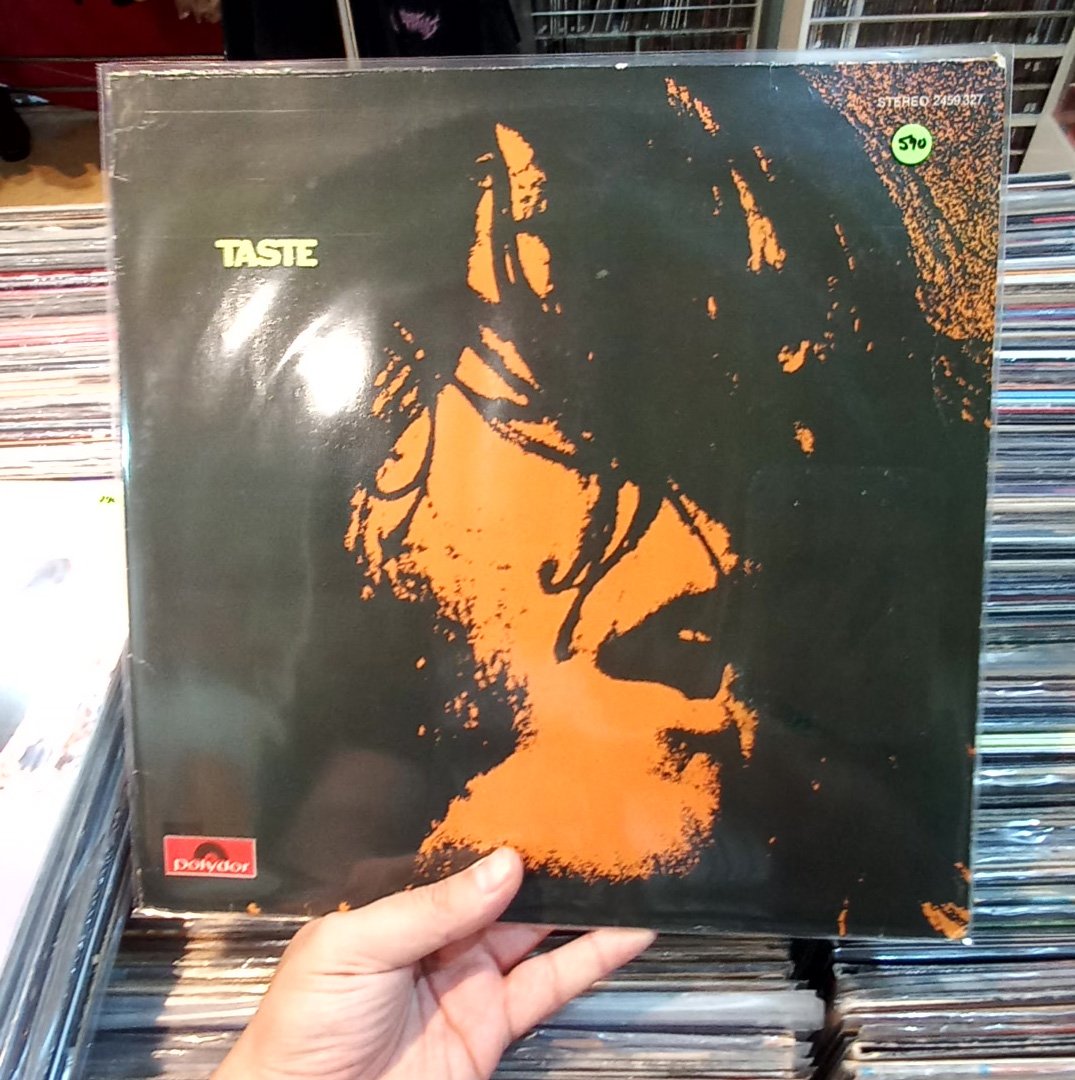 STEREO 2459 327
590
TASTE
polydor